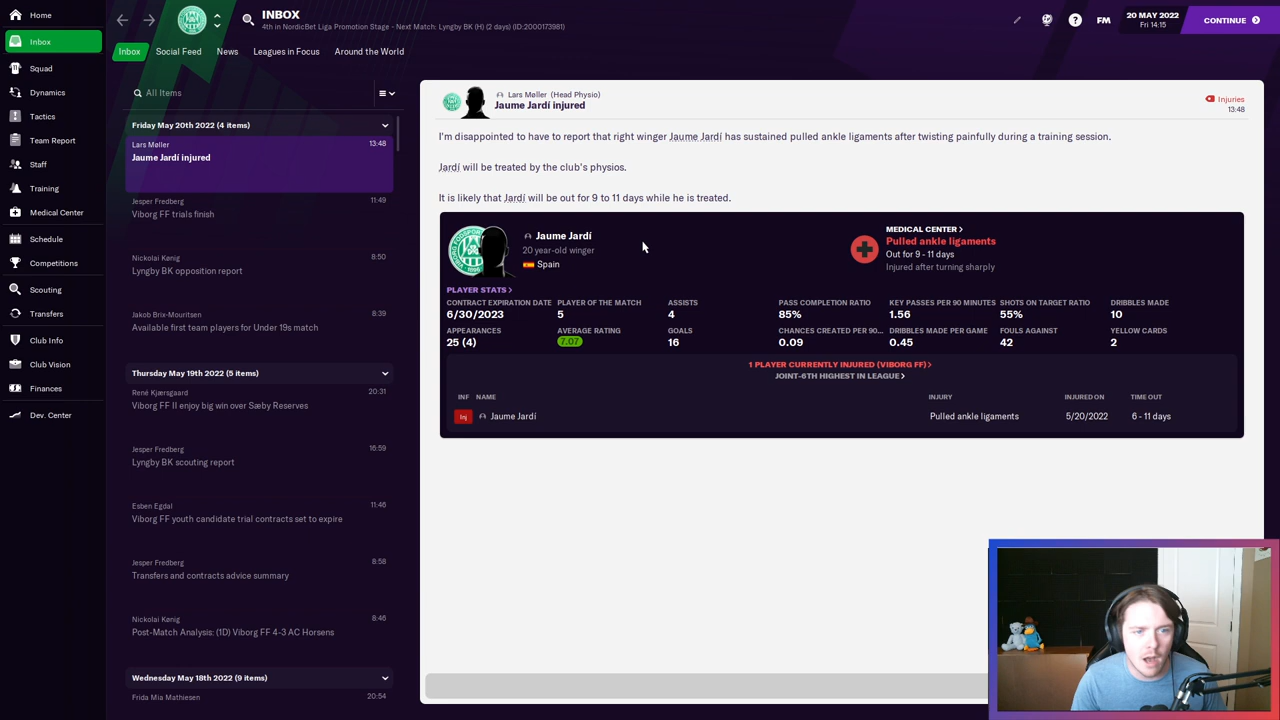 Home
Inbox
Squad
Dynamics
Tactics
Team Report
Staff
Training
Medical Center
Schedule
Competitions
Scouting
Transfers
Club Info
Club Vision
Finances
Dev. Center
INBOX
4th in NordicBet Liga Promotion Stage - Next Match: Lyngby BK (H) (2 days) (ID:2000173981)
FM
20 MAY 2022
Fri 14:15
CONTINUE
Inbox
Social Feed
News
Leagues in Focus
Around the World
All Items
Friday May 20th 2022 (4 items)
Lars Møller 13:48
Jaume Jardí injured
Jesper Fredberg 11:49
Viborg FF trials finish
Nickolai Kønig 8:50
Lyngby BK opposition report
Jakob Brix-Mouritsen 8:39
Available first team players for Under 19s match
Thursday May 19th 2022 (5 items)
René Kjærsgaard 20:31
Viborg FF II enjoy big win over Sæby Reserves
Jesper Fredberg 16:59
Lyngby BK scouting report
Esben Egdal 11:46
Viborg FF youth candidate trial contracts set to expire
Jesper Fredberg 8:58
Transfers and contracts advice summary
Nickolai Kønig 8:46
Post-Match Analysis: (1D) Viborg FF 4-3 AC Horsens
Wednesday May 18th 2022 (9 items)
Frida Mia Mathiesen 20:54
Lars Møller (Head Physio)
Jaume Jardí injured
Injuries
13:48
I'm disappointed to have to report that right winger Jaume Jardí has sustained pulled ankle ligaments after twisting painfully during a training session.
Jardí will be treated by the club's physios.
It is likely that Jardí will be out for 9 to 11 days while he is treated.
Jaume Jardí
20 year-old winger
Spain
MEDICAL CENTER >
Pulled ankle ligaments
Out for 9 - 11 days
Injured after turning sharply
PLAYER STATS >
CONTRACT EXPIRATION DATE PLAYER OF THE MATCH ASSISTS PASS COMPLETION RATIO KEY PASSES PER 90 MINUTES SHOTS ON TARGET RATIO DRIBBLES MADE
6/30/2023 5 4 85% 1.56 55% 10
APPEARANCES AVERAGE RATING GOALS CHANCES CREATED PER 90... DRIBBLES MADE PER GAME FOULS AGAINST YELLOW CARDS
25 (4) 7.07 16 0.09 0.45 42 2
1 PLAYER CURRENTLY INJURED (VIBORG FF) >
JOINT-6TH HIGHEST IN LEAGUE >
INF NAME INJURY INJURED ON TIME OUT
Inj Jaume Jardí Pulled ankle ligaments 5/20/2022 6 - 11 days